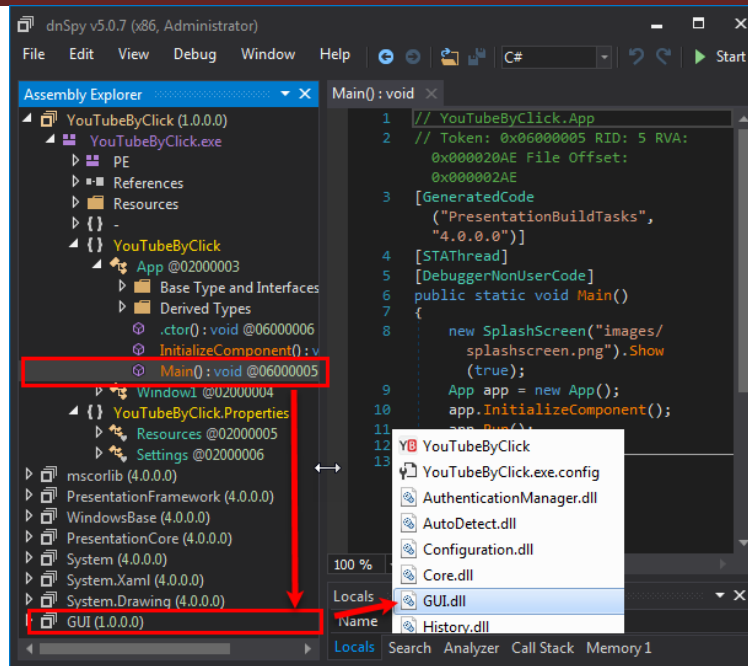 dnSpy v5.0.7 (x86, Administrator)
File Edit View Debug Window Help C# Start
Assembly Explorer
YouTubeByClick (1.0.0.0)
YouTubeByClick.exe
PE
References
Resources
{} -
{} YouTubeByClick
App @02000003
Base Type and Interfaces
Derived Types
.ctor() : void @06000006
InitializeComponent() : v
Main() : void @06000005
Window1 @02000004
{} YouTubeByClick.Properties
Resources @02000005
Settings @02000006
mscorlib (4.0.0.0)
PresentationFramework (4.0.0.0)
WindowsBase (4.0.0.0)
PresentationCore (4.0.0.0)
System (4.0.0.0)
System.Xaml (4.0.0.0)
System.Drawing (4.0.0.0)
GUI (1.0.0.0)
Main() : void
1 // YouTubeByClick.App
2 // Token: 0x06000005 RID: 5 RVA:
0x000020AE File Offset:
0x000002AE
3 [GeneratedCode
("PresentationBuildTasks",
"4.0.0.0")]
4 [STAThread]
5 [DebuggerNonUserCode]
6 public static void Main()
7 {
8 new SplashScreen("images/
splashscreen.png").Show
(true);
9 App app = new App();
10 app.InitializeComponent();
11 app.Run();
12
13
YouTubeByClick
YouTubeByClick.exe.config
AuthenticationManager.dll
AutoDetect.dll
Configuration.dll
Core.dll
GUI.dll
History.dll
100 %
Locals
Name
Locals Search Analyzer Call Stack Memory 1